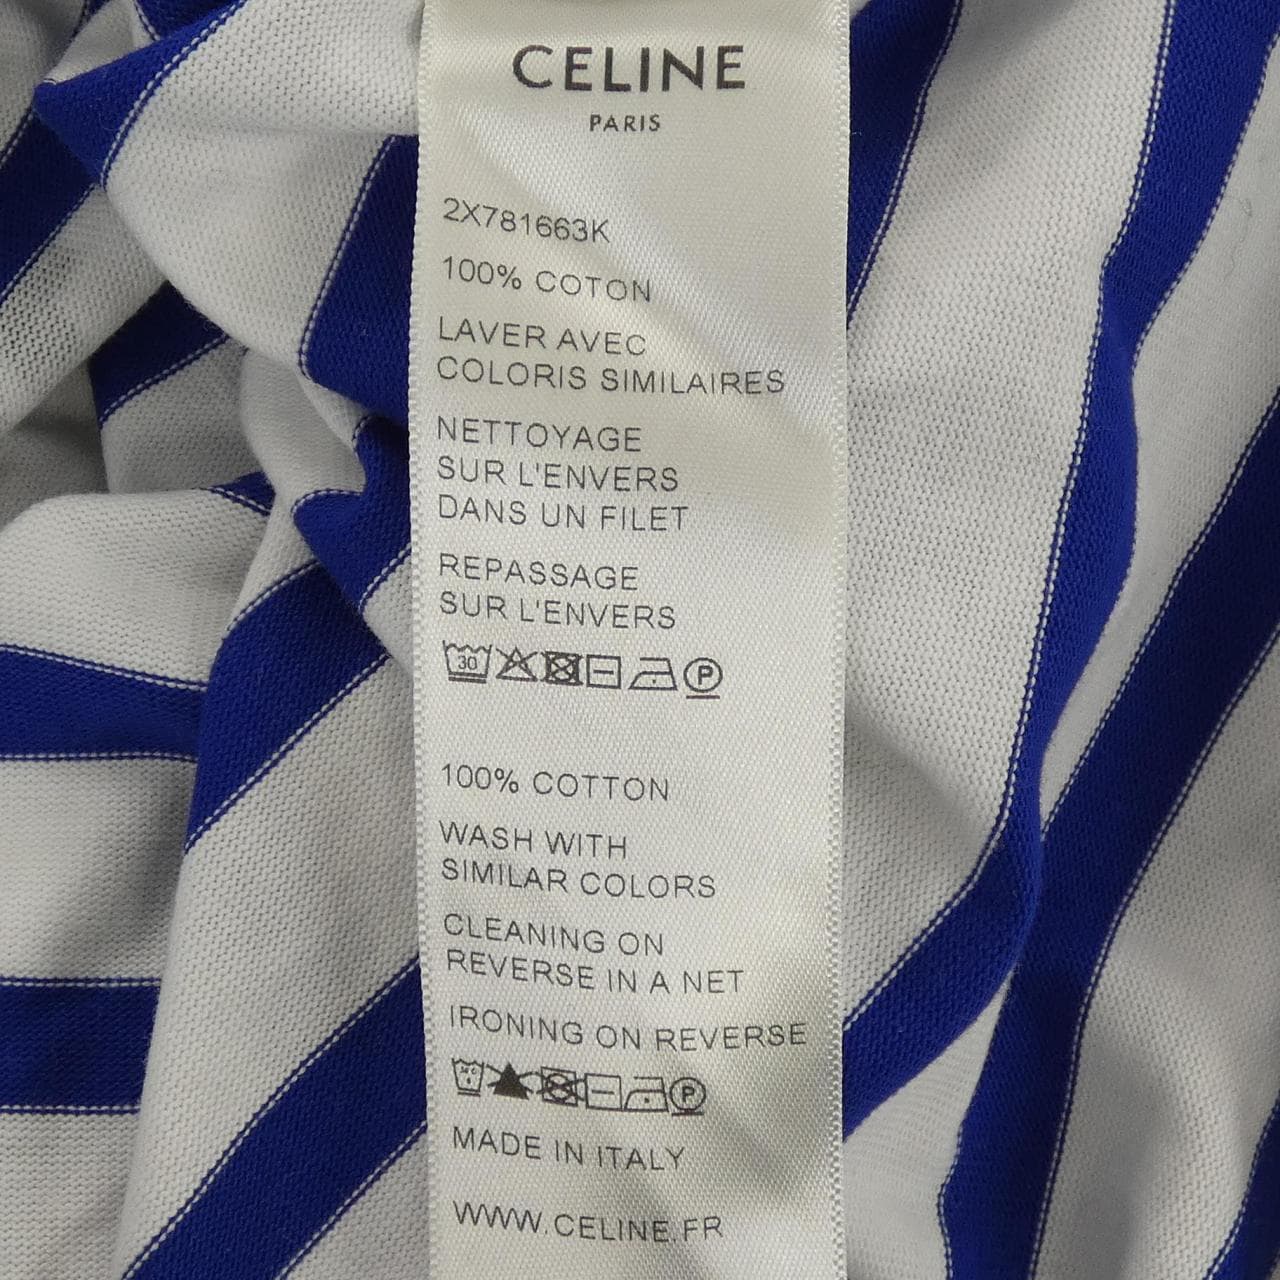 CELINE
PARIS
2X781663K
100% COTON
LAVER AVEC
COLORIS SIMILAIRES
NETTOYAGE
SUR L'ENVERS
DANS UN FILET
REPASSAGE
SUR L'ENVERS
30 P
100% COTTON
WASH WITH
SIMILAR COLORS
CLEANING ON
REVERSE IN A NET
IRONING ON REVERSE
P
MADE IN ITALY
WWW.CELINE.FR